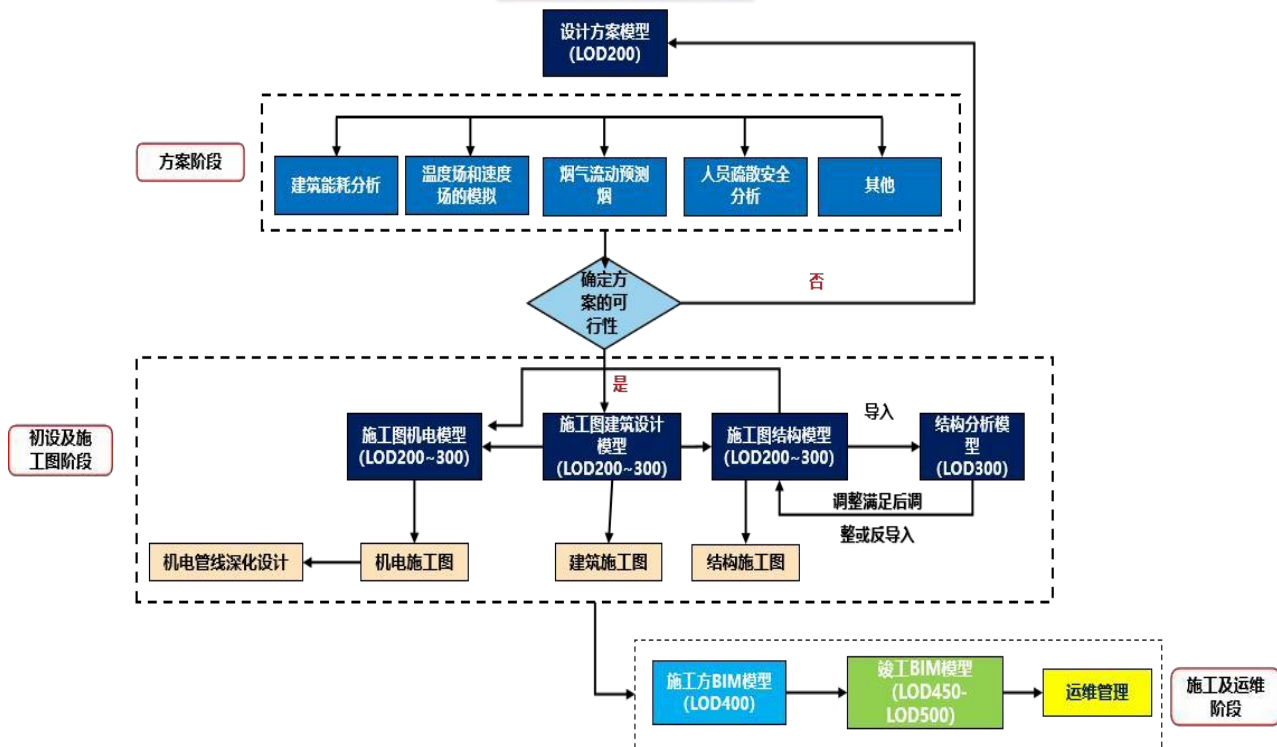 设计方案模型
(LOD200)
方案阶段
建筑能耗分析
温度场和速度
场的模拟
烟气流动预测
烟
人员疏散安全
分析
其他
确定方
案的可
行性
否
是
初设及施
工图阶段
施工图机电模型
(LOD200~300)
施工图建筑设计
模型
(LOD200~300)
施工图结构模型
(LOD200~300)
导入
结构分析模
型
(LOD300)
调整满足后调
整或反导入
机电管线深化设计
机电施工图
建筑施工图
结构施工图
施工方BIM模型
(LOD400)
竣工BIM模型
(LOD450-
LOD500)
运维管理
施工及运维
阶段